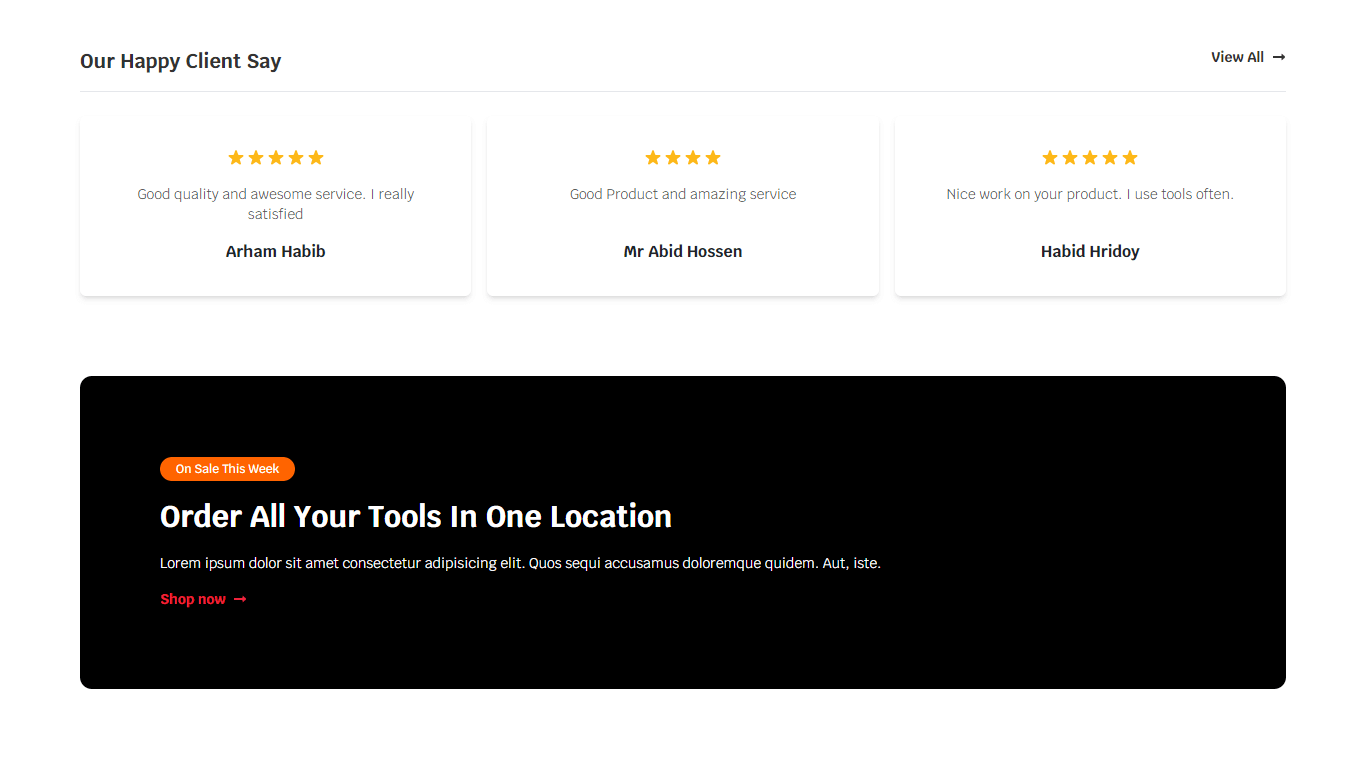 Our Happy Client Say
View All
Good quality and awesome service. I really
satisfied
Arham Habib
Good Product and amazing service
Mr Abid Hossen
Nice work on your product. I use tools often.
Habid Hridoy
On Sale This Week
Order All Your Tools In One Location
Lorem ipsum dolor sit amet consectetur adipisicing elit. Quos sequi accusamus doloremque quidem. Aut, iste.
Shop now